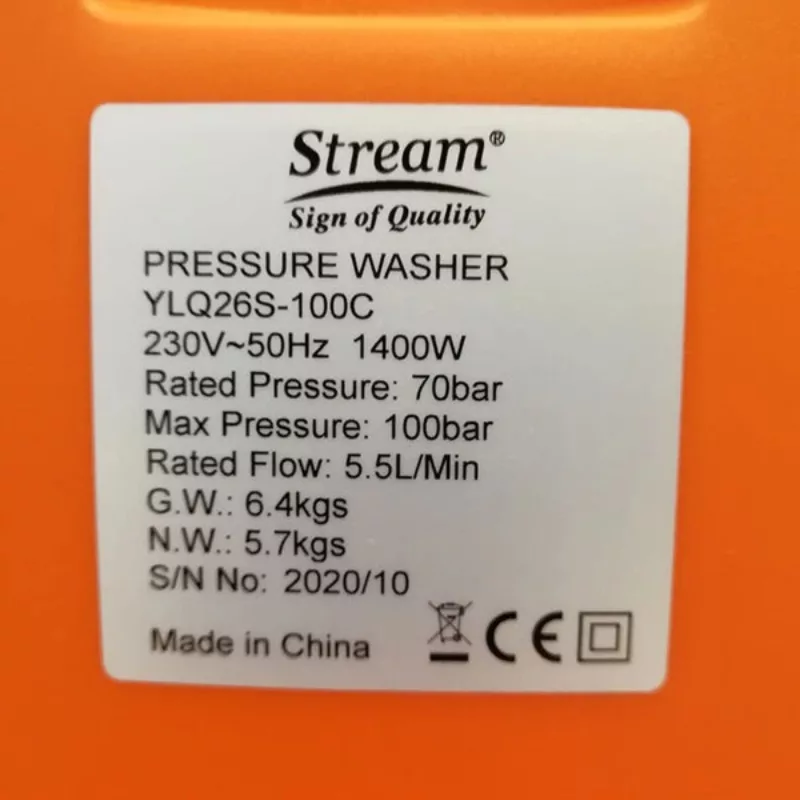 Stream®
Sign of Quality
PRESSURE WASHER
YLQ26S-100C
230V~50Hz 1400W
Rated Pressure: 70bar
Max Pressure: 100bar
Rated Flow: 5.5L/Min
G.W.: 6.4kgs
N.W.: 5.7kgs
S/N No: 2020/10
Made in China CE